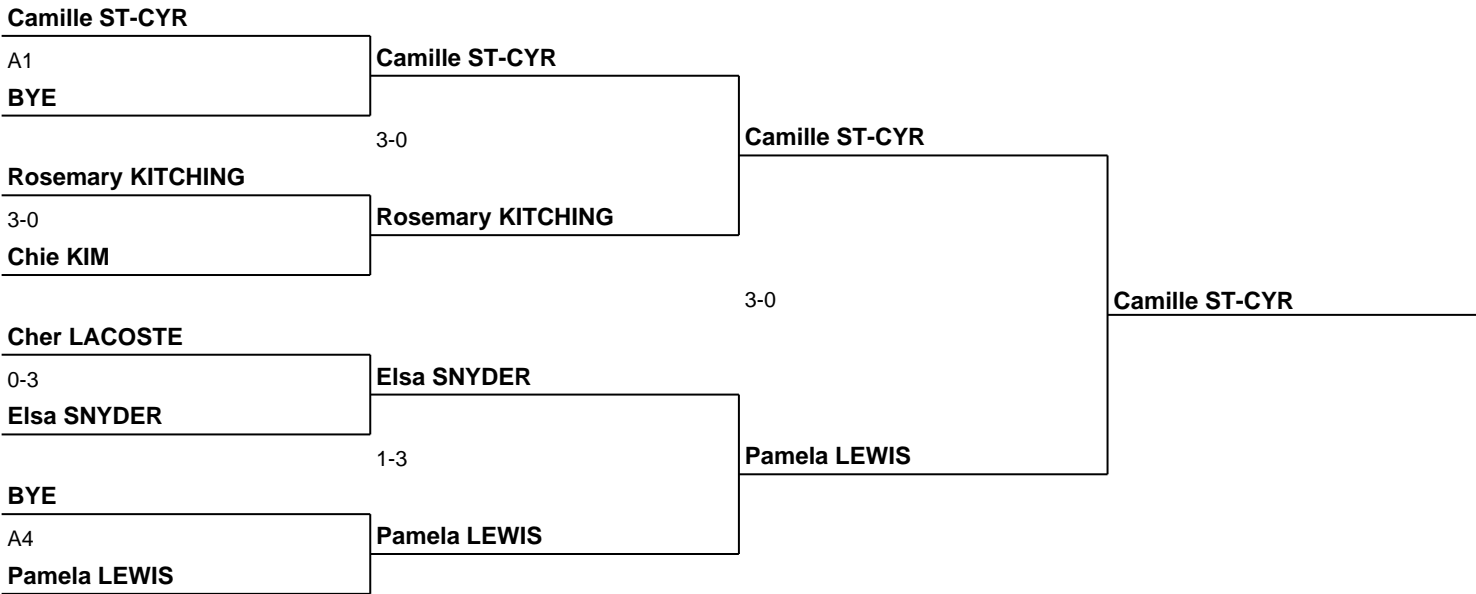 Camille ST-CYR
A1
BYE
Camille ST-CYR
3-0
Rosemary KITCHING
3-0
Chie KIM
Rosemary KITCHING
Camille ST-CYR
3-0
Camille ST-CYR
Cher LACOSTE
0-3
Elsa SNYDER
Elsa SNYDER
1-3
BYE
A4
Pamela LEWIS
Pamela LEWIS
Pamela LEWIS